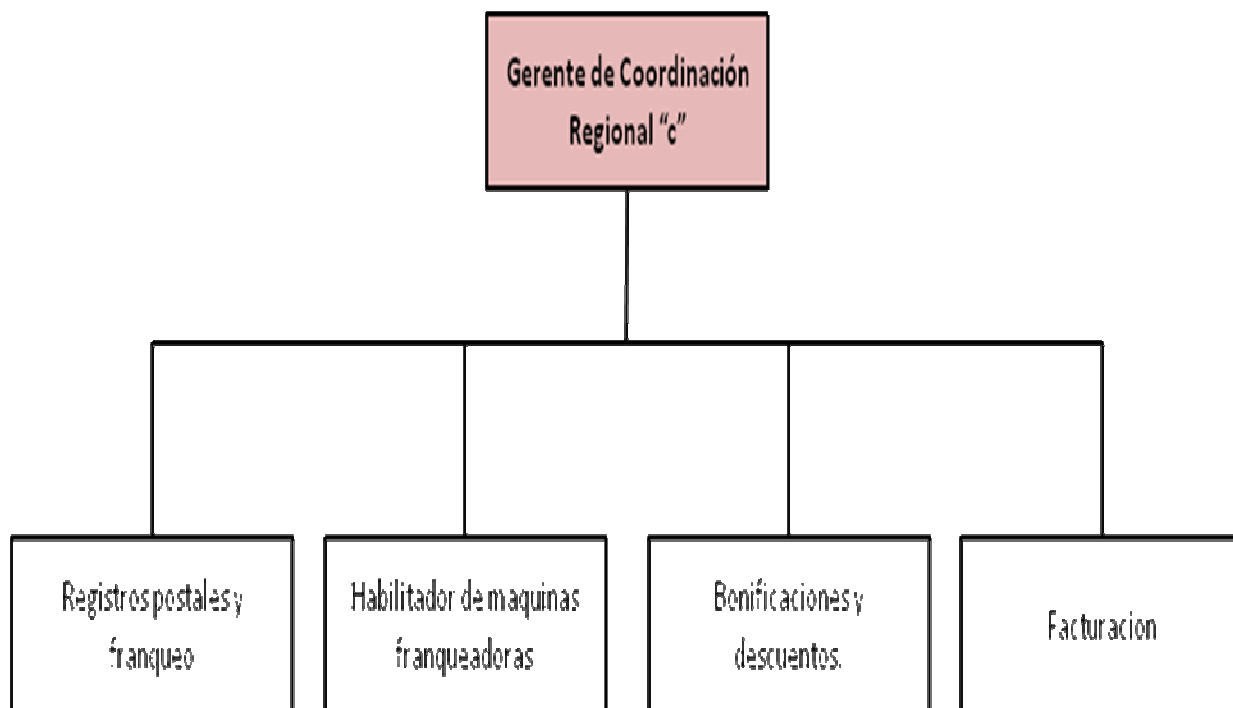 Gerente de Coordinación
Regional “c”
Registros postales y
franqueo
Habilitador de maquinas
franqueadoras
Bonificaciones y
descuentos.
Facturacion